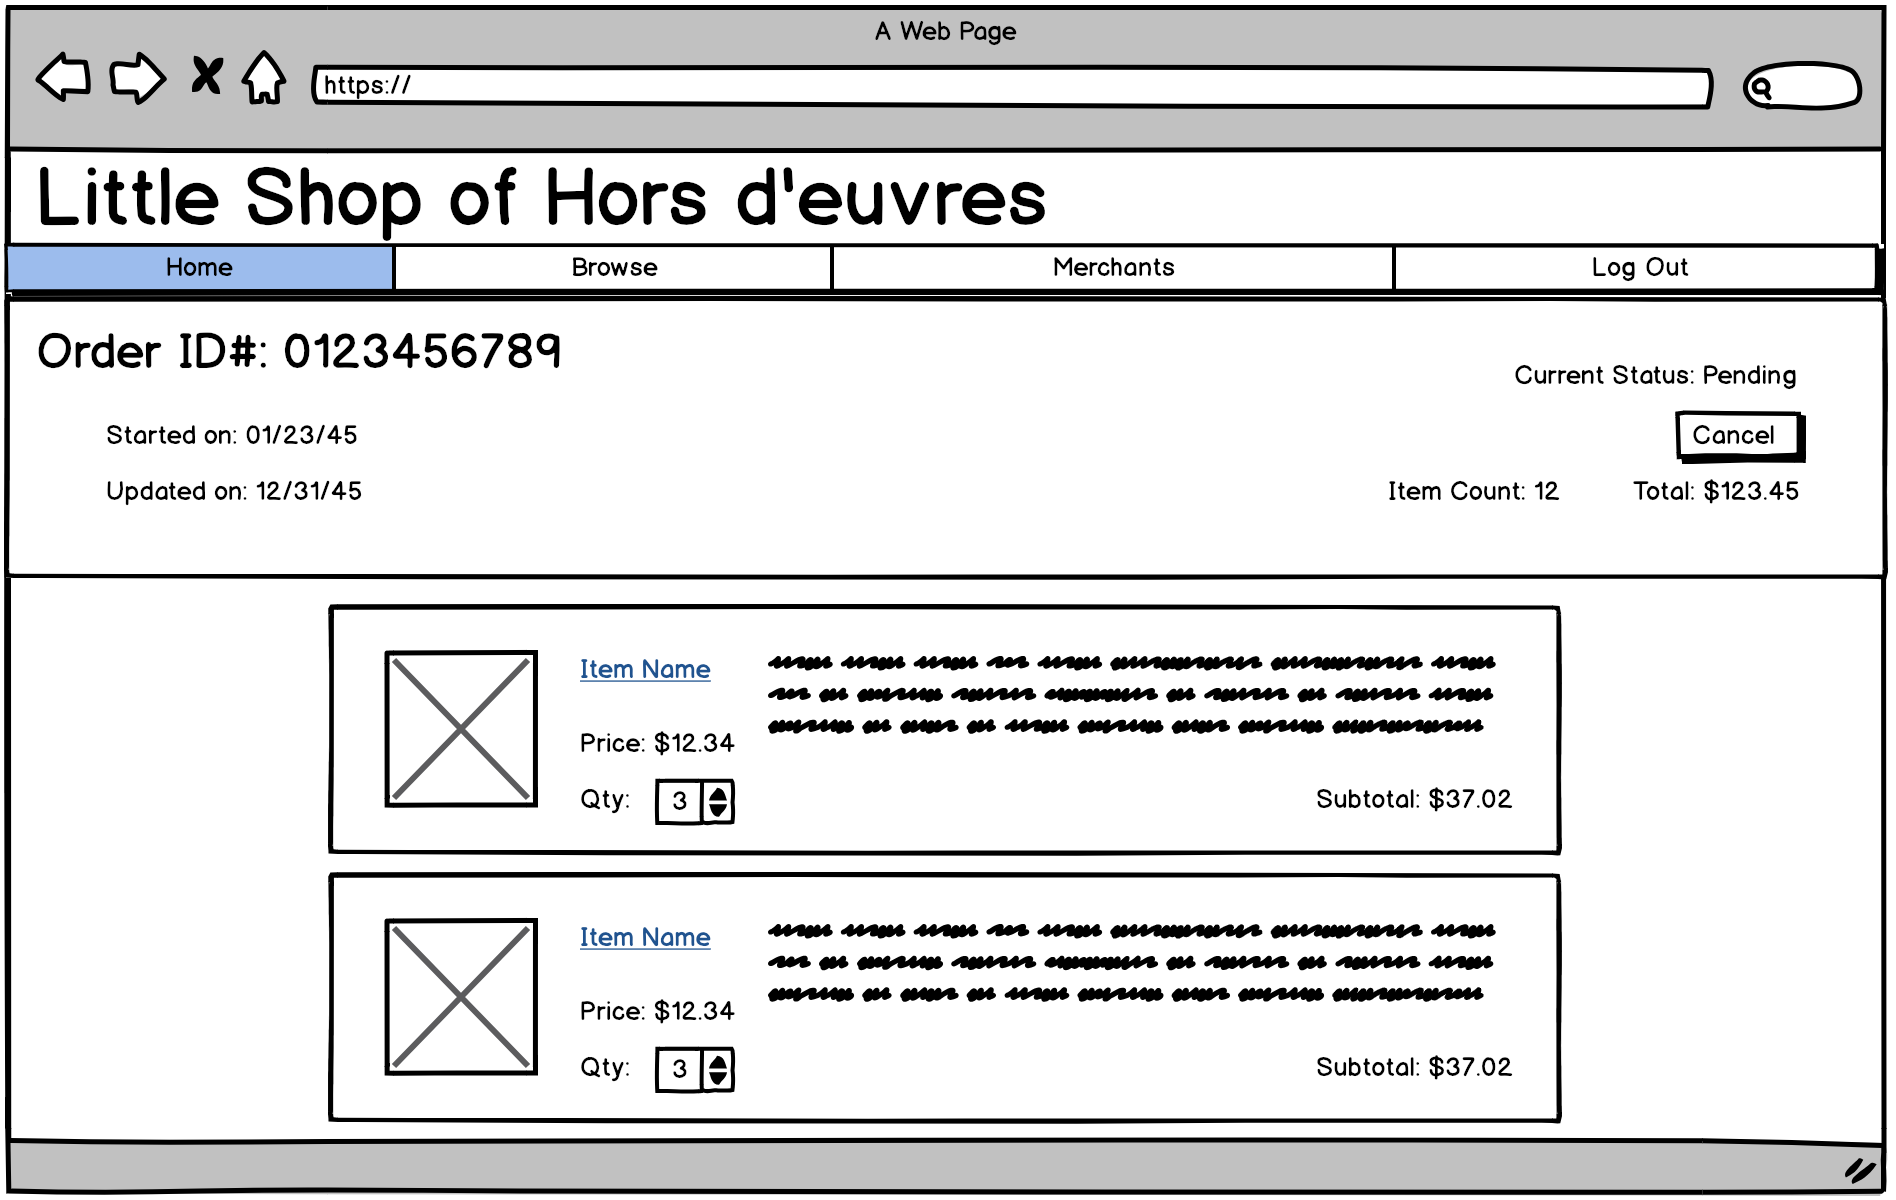 A Web Page
https://
Little Shop of Hors d'euvres
Home Browse Merchants Log Out
Order ID#: 0123456789
Current Status: Pending
Started on: 01/23/45
Cancel
Updated on: 12/31/45
Item Count: 12 Total: $123.45
Item Name
Price: $12.34
Qty: 3
Subtotal: $37.02
Item Name
Price: $12.34
Qty: 3
Subtotal: $37.02